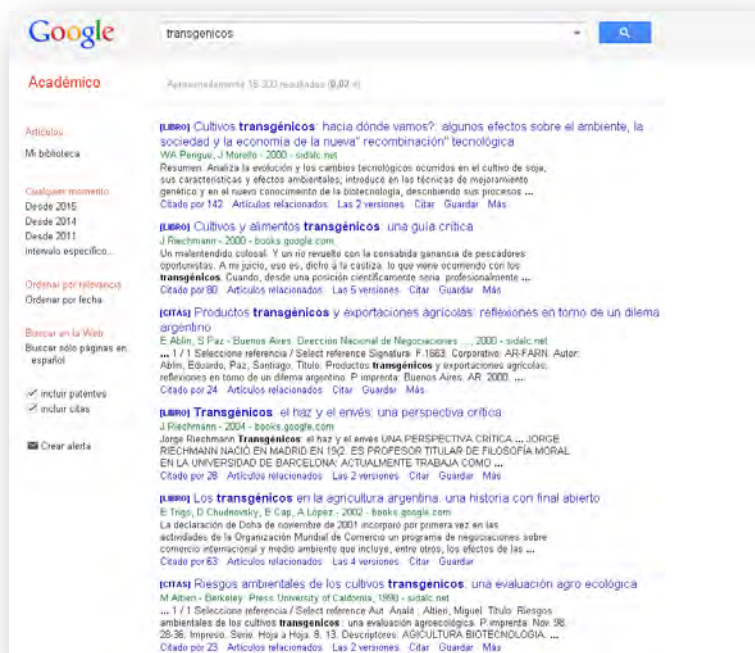 Google
transgenicos
Académico
Aproximadamente 16.300 resultados (0,02 s)
Artículos
Mi biblioteca
Cualquier momento
Desde 2015
Desde 2014
Desde 2011
Intervalo específico...
Ordenar por relevancia
Ordenar por fecha
Buscar en la Web
Buscar sólo páginas en
español
incluir patentes
incluir citas
Crear alerta
[LIBRO] Cultivos transgénicos: hacia dónde vamos?: algunos efectos sobre el ambiente, la
sociedad y la economía de la nueva" recombinación" tecnológica
WA Pengue, J Morello - 2000 - sidalc.net
Resumen: Analiza la evolución y los cambios tecnológicos ocurridos en el cultivo de soja,
sus características y efectos ambientales; introduce en las técnicas de mejoramiento
genético y en el nuevo conocimiento de la biotecnología, describiendo sus procesos ...
Citado por 142 Artículos relacionados Las 2 versiones Citar Guardar Más
[LIBRO] Cultivos y alimentos transgénicos: una guía crítica
J Riechmann - 2000 - books.google.com
Un malentendido colosal. Y un río revuelto con la consabida ganancia de pescadores
oportunistas. A mi juicio, eso es, dicho a la castiza, lo que viene ocurriendo con los
transgénicos. Cuando, desde una posición científicamente seria, profesionalmente ...
Citado por 80 Artículos relacionados Las 5 versiones Citar Guardar Más
[CITAS] Productos transgénicos y exportaciones agrícolas: reflexiones en torno de un dilema
argentino
E Ablin, S Paz - Buenos Aires. Dirección Nacional de Negociaciones ..., 2000 - sidalc.net
... 1 / 1 Seleccione referencia / Select reference Signatura: F.1663. Corporativo: AR-FARN. Autor:
Ablin, Eduardo, Paz, Santiago. Título: Productos transgénicos y exportaciones agrícolas;
reflexiones en torno de un dilema argentino. P. imprenta: Buenos Aires. AR. 2000. ...
Citado por 24 Artículos relacionados Citar Guardar Más
[LIBRO] Transgénicos: el haz y el envés: una perspectiva crítica
J Riechmann - 2004 - books.google.com
Jorge Riechmann Transgénicos: el haz y el envés UNA PERSPECTIVA CRÍTICA ... JORGE
RIECHMANN NACIÓ EN MADRID EN 19(2. ES PROFESOR TITULAR DE FILOSOFÍA MORAL
EN LA UNIVERSIDAD DE BARCELONA; ACTUALMENTE TRABAJA COMO ...
Citado por 28 Artículos relacionados Las 2 versiones Citar Guardar Más
[LIBRO] Los transgénicos en la agricultura argentina: una historia con final abierto
E Trigo, D Chudnovsky, E Cap, A López - 2002 - books.google.com
La declaración de Doha de noviembre de 2001 incorporó por primera vez en las
actividades de la Organización Mundial de Comercio un programa de negociaciones sobre
comercio internacional y medio ambiente que incluye, entre otros, los efectos de las ...
Citado por 63 Artículos relacionados Las 4 versiones Citar Guardar
[CITAS] Riesgos ambientales de los cultivos transgénicos: una evaluación agro ecológica
M Altieri - Berkeley: Press University of California, 1998 - sidalc.net
... 1 / 1 Seleccione referencia / Select reference Aut. Analít.: Altieri, Miguel. Título: Riesgos
ambientales de los cultivos transgenicos : una evaluación agroecológica. P. imprenta: Nov. 98.
28-36. Impreso. Serie: Hoja a Hoja. 8, 13. Descriptores: AGICULTURA BIOTECNOLOGIA. ...
Citado por 23 Artículos relacionados Las 2 versiones Citar Guardar Más